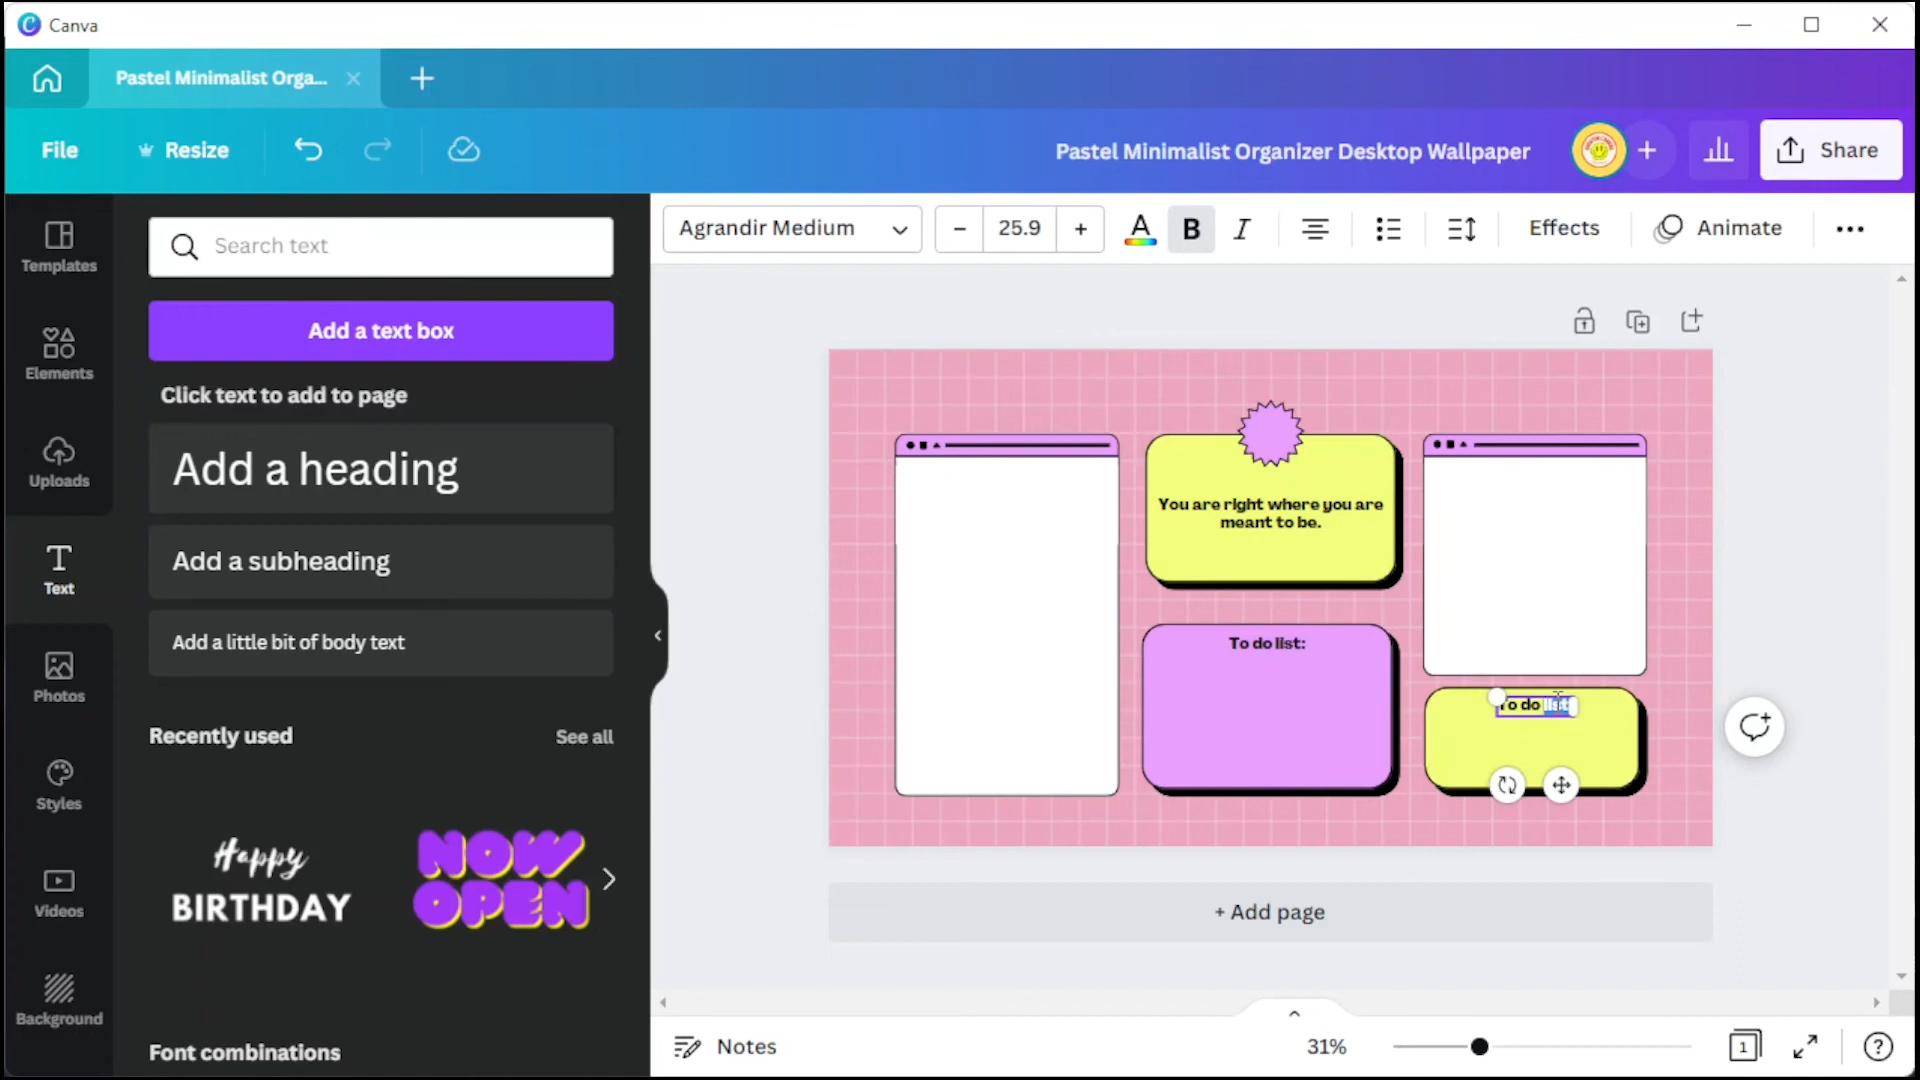 Canva
Pastel Minimalist Orga...
File
Resize
Pastel Minimalist Organizer Desktop Wallpaper
Share
Templates
Elements
Uploads
Text
Photos
Styles
Videos
Background
Search text
Add a text box
Click text to add to page
Add a heading
Add a subheading
Add a little bit of body text
Recently used
See all
Happy
BIRTHDAY
NOW
OPEN
Font combinations
Agrandir Medium
25.9
A
B
I
Effects
Animate
You are right where you are
meant to be.
To do list:
To do list:
+ Add page
Notes
31%
1